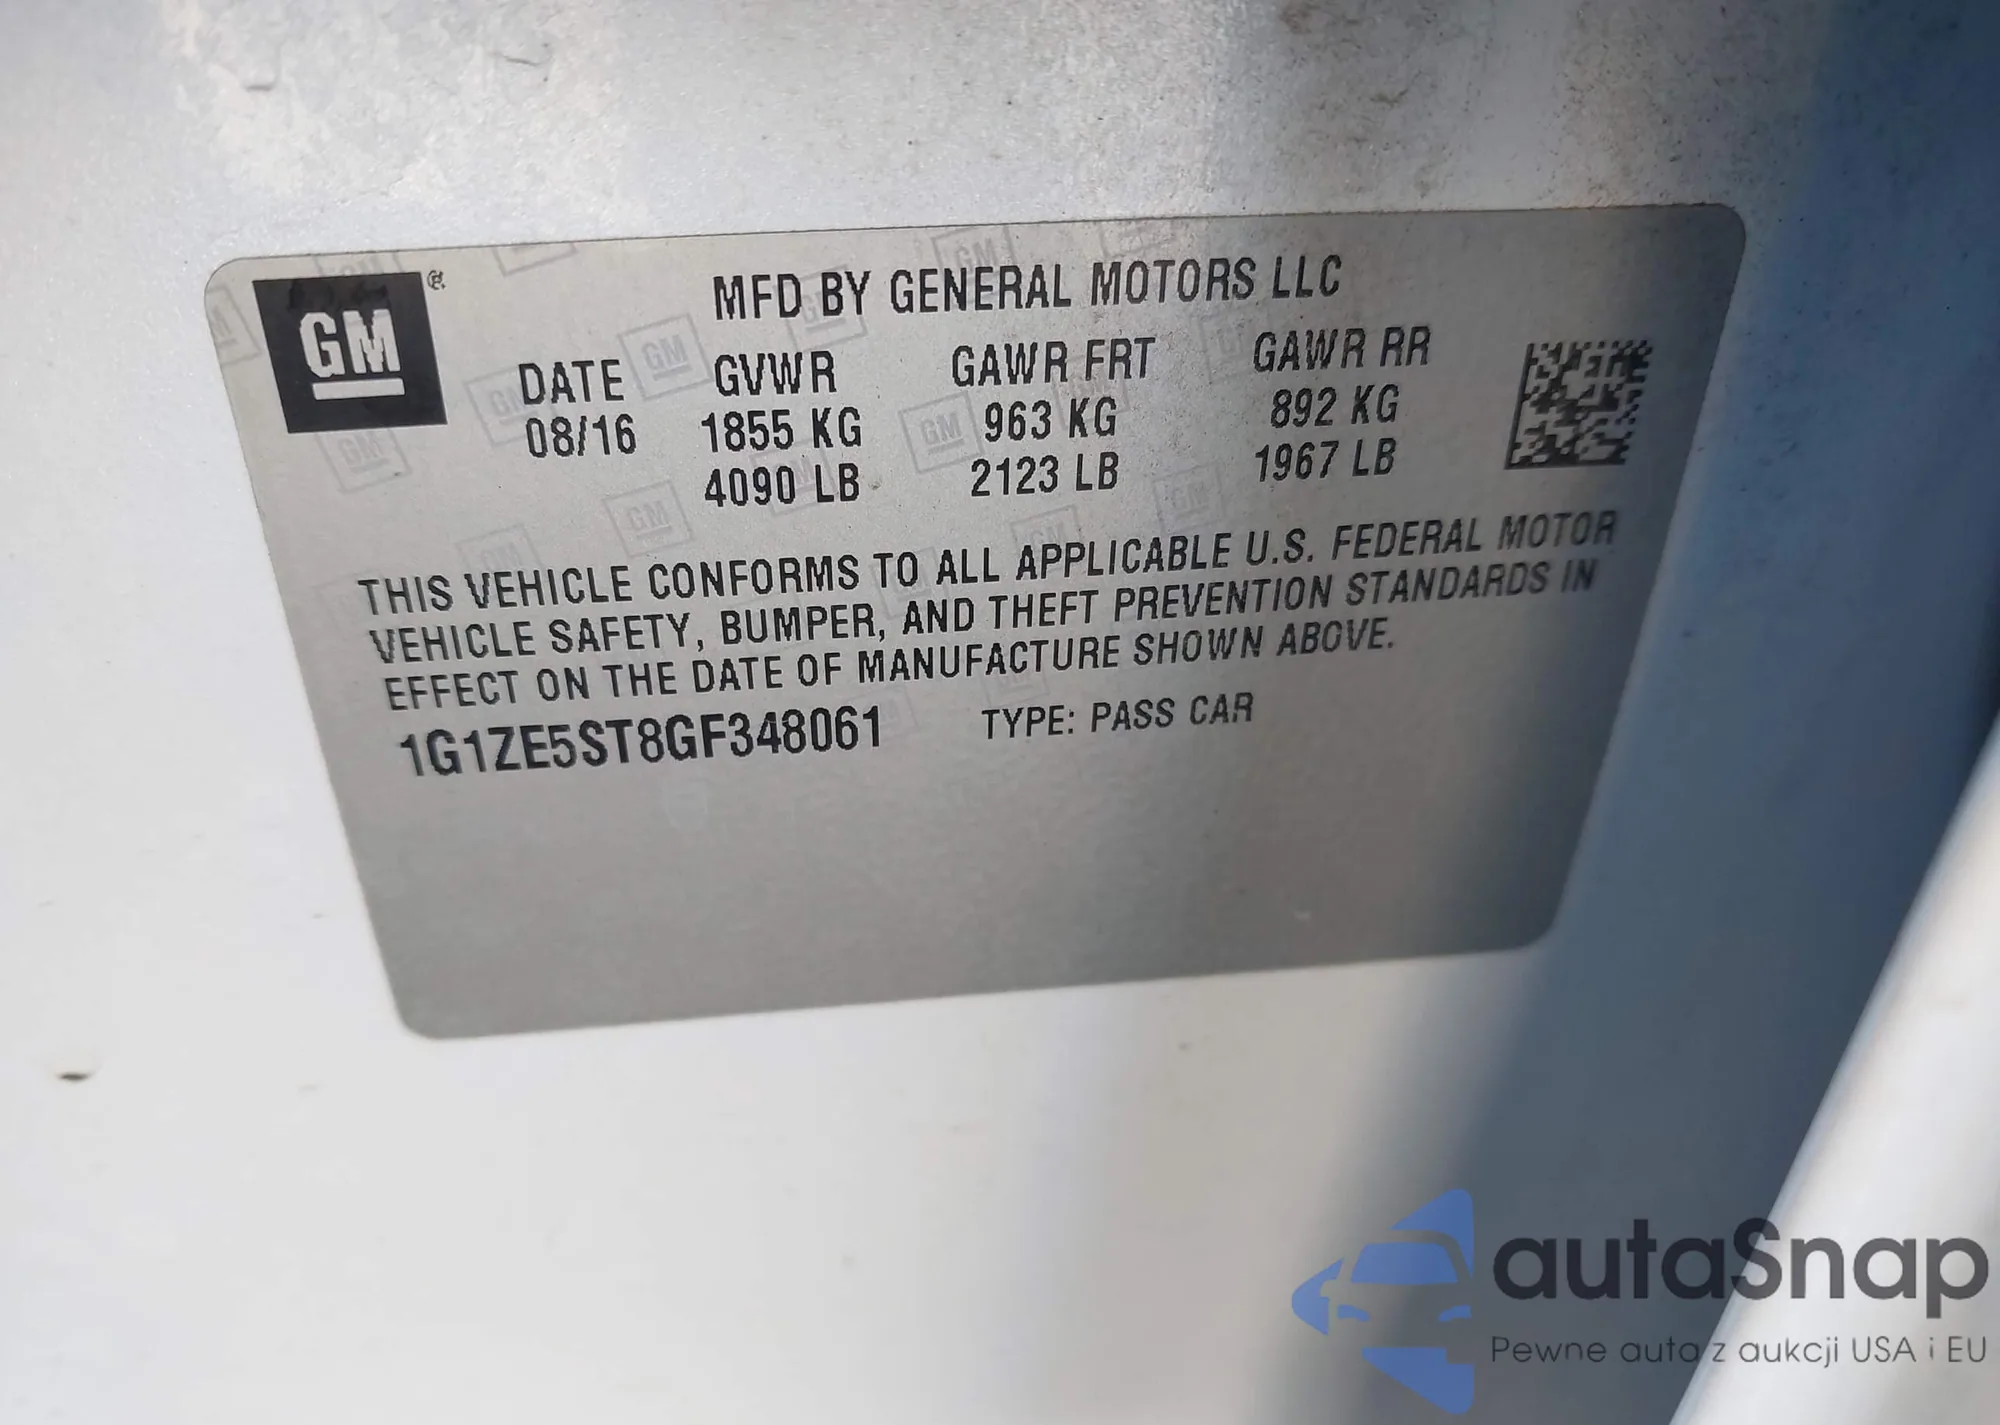 GM
MFD BY GENERAL MOTORS LLC
DATE GVWR GAWR FRT GAWR RR
08/16 1855 KG 963 KG 892 KG
4090 LB 2123 LB 1967 LB
THIS VEHICLE CONFORMS TO ALL APPLICABLE U.S. FEDERAL MOTOR
VEHICLE SAFETY, BUMPER, AND THEFT PREVENTION STANDARDS IN
EFFECT ON THE DATE OF MANUFACTURE SHOWN ABOVE.
1G1ZE5ST8GF348061 TYPE: PASS CAR
autaSnap
Pewne auta z aukcji USA i EU